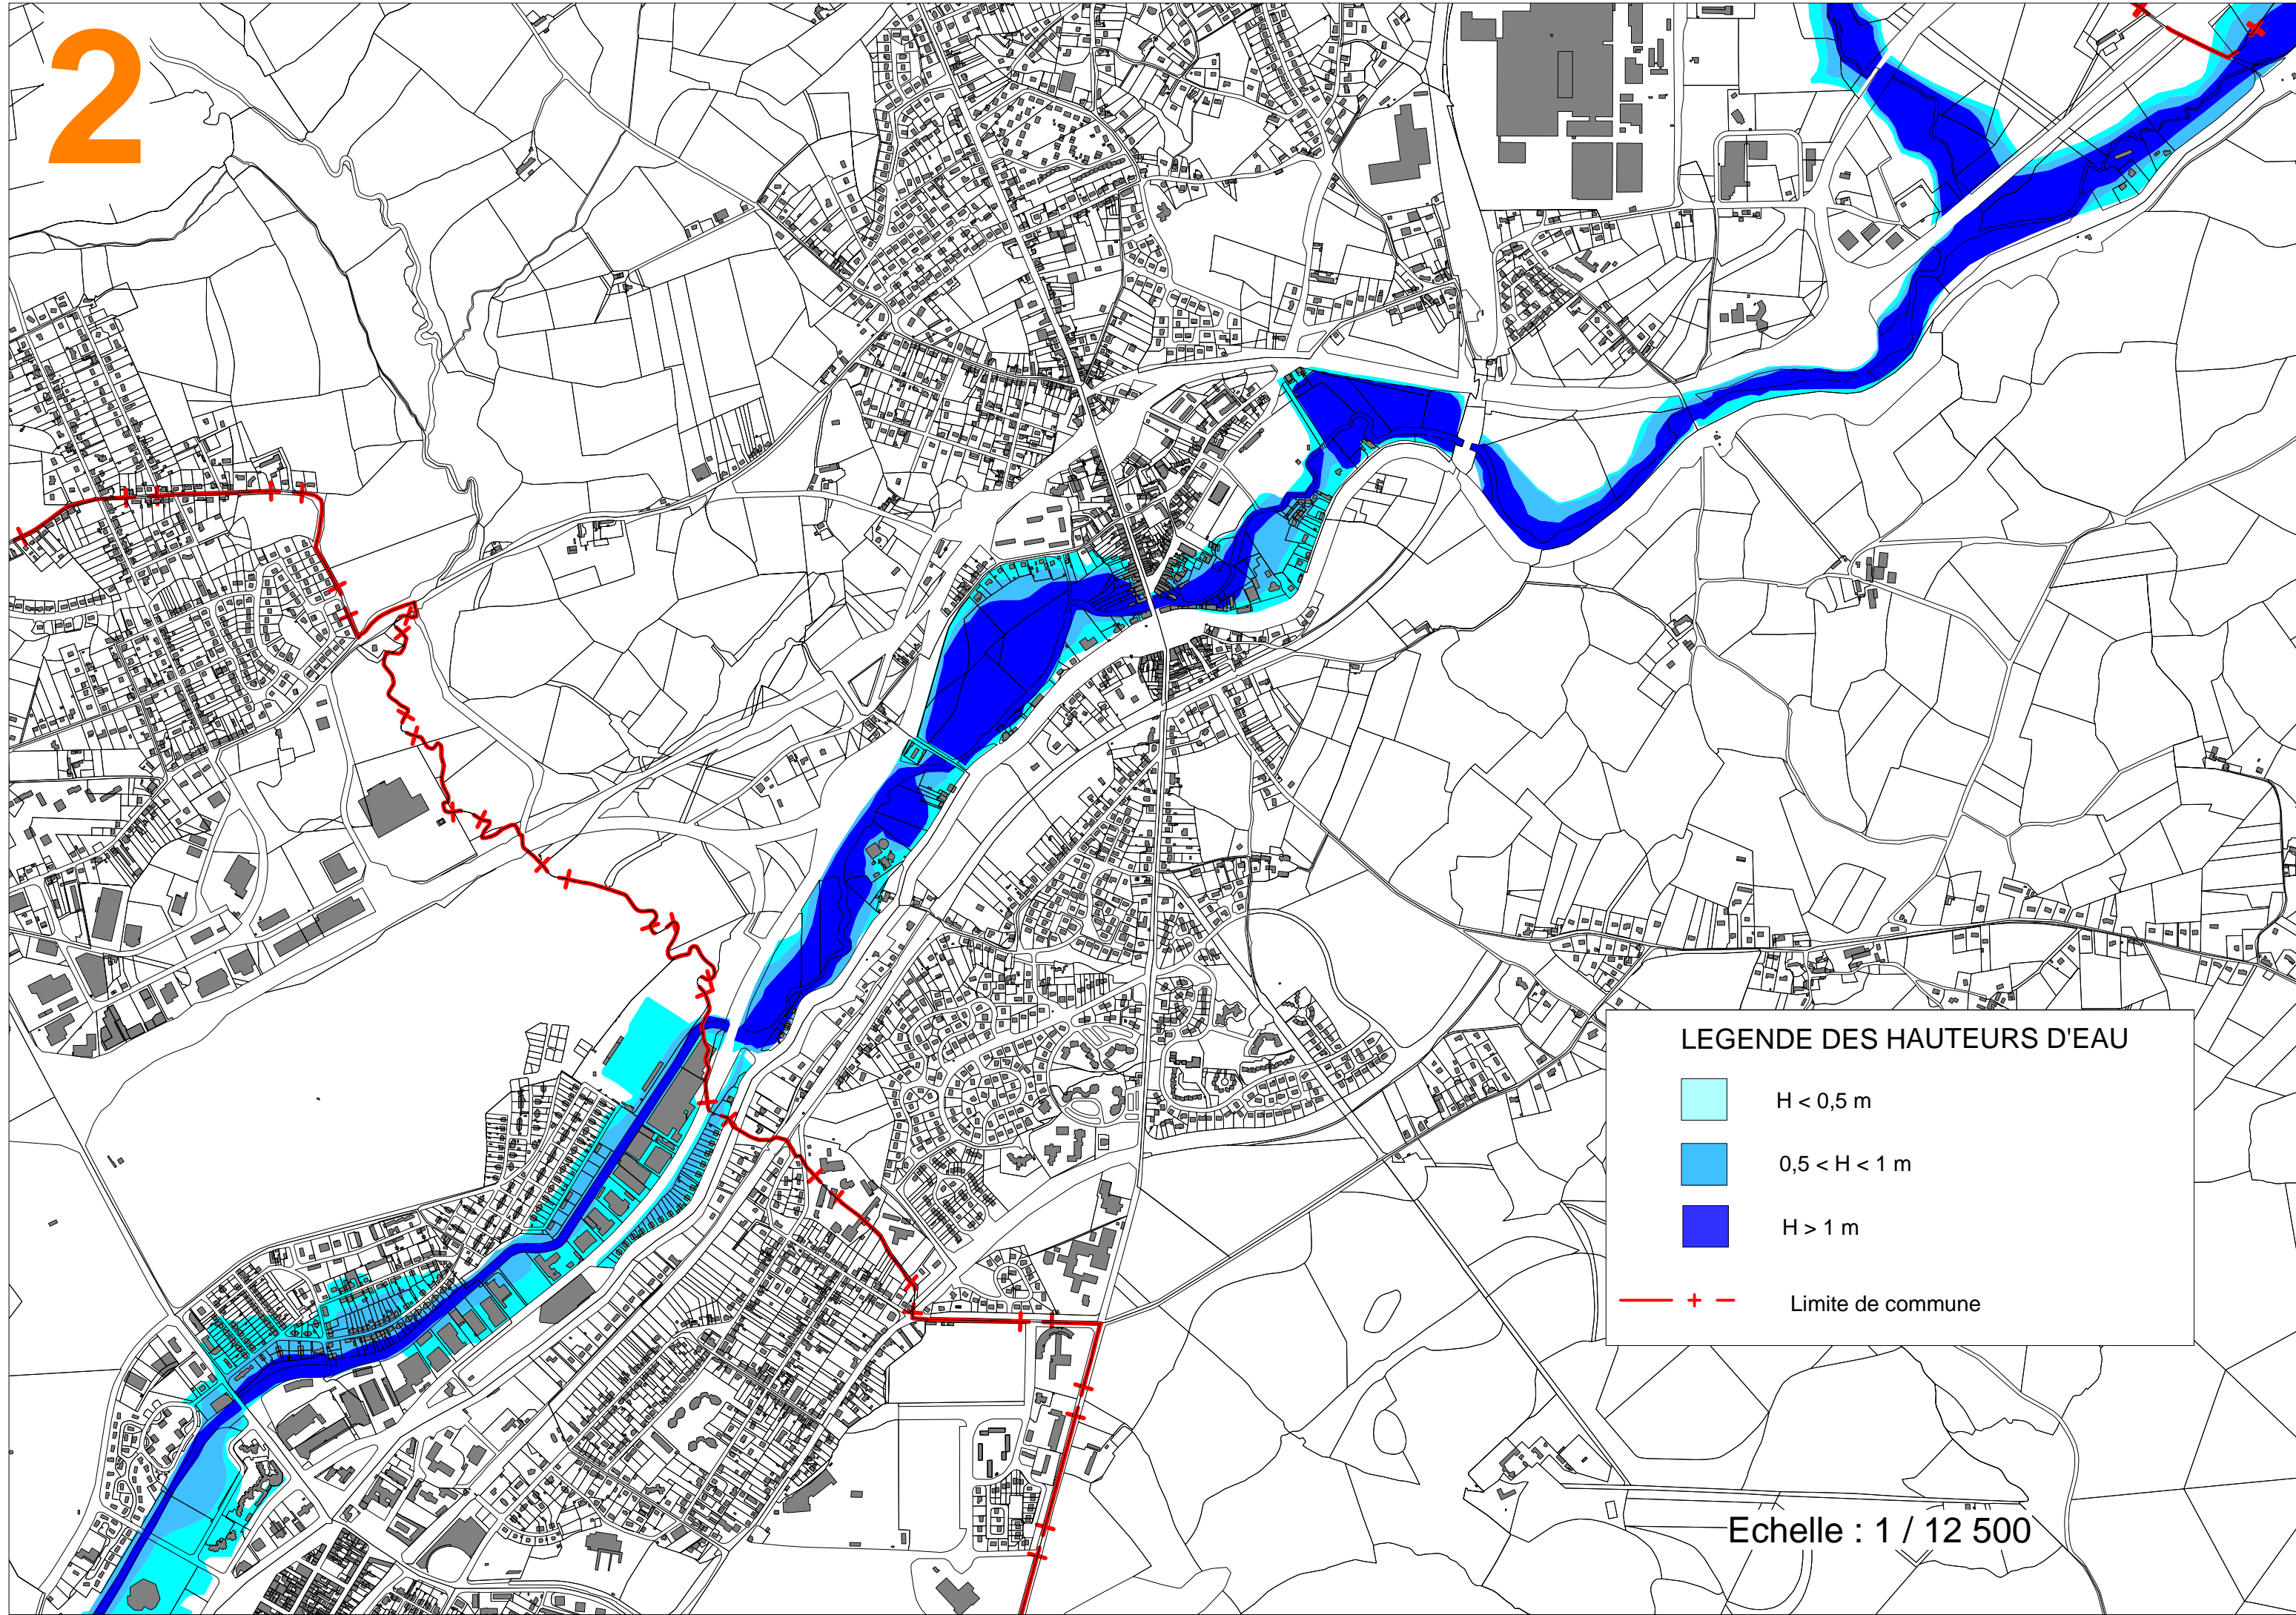 2
LEGENDE DES HAUTEURS D'EAU
H < 0,5 m
0,5 < H < 1 m
H > 1 m
Limite de commune
Echelle : 1 / 12 500